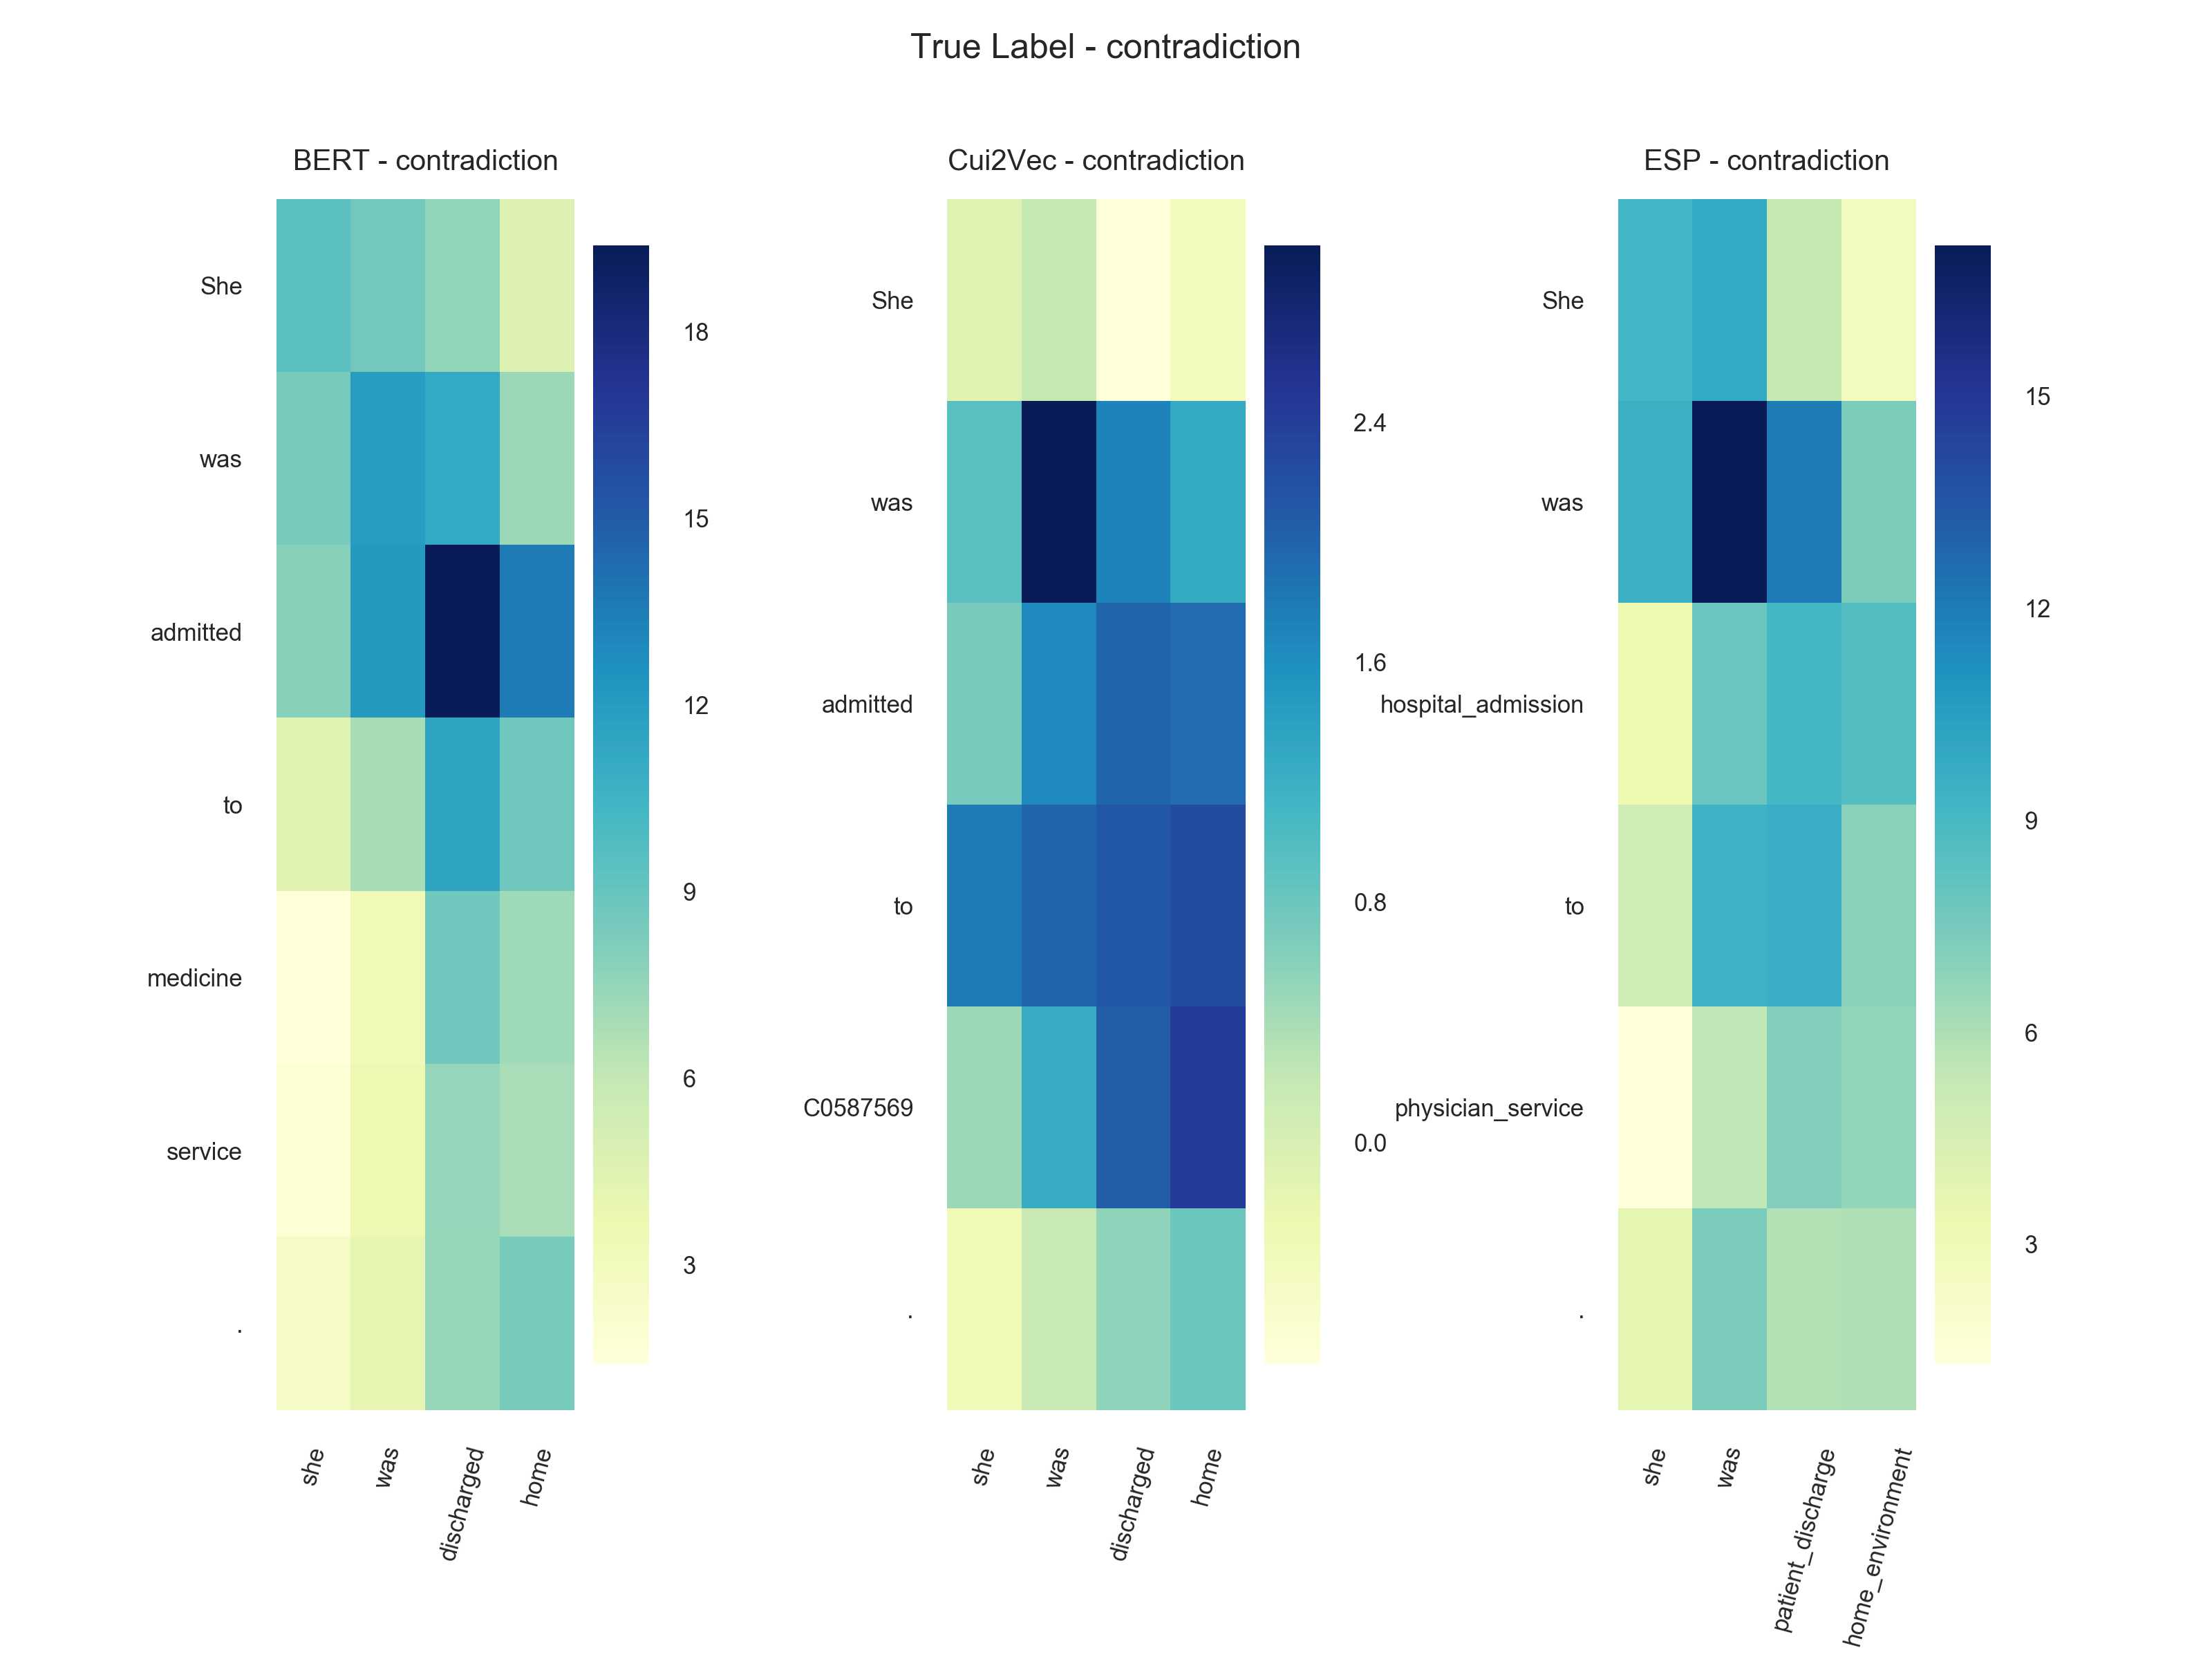 True Label - contradiction
BERT - contradiction
She
was
admitted
to
medicine
service
.
she
was
discharged
home
18
15
12
9
6
3
Cui2Vec - contradiction
She
was
admitted
to
C0587569
.
she
was
discharged
home
2.4
1.6
0.8
0.0
ESP - contradiction
She
was
hospital_admission
to
physician_service
.
she
was
patient_discharge
home_environment
15
12
9
6
3